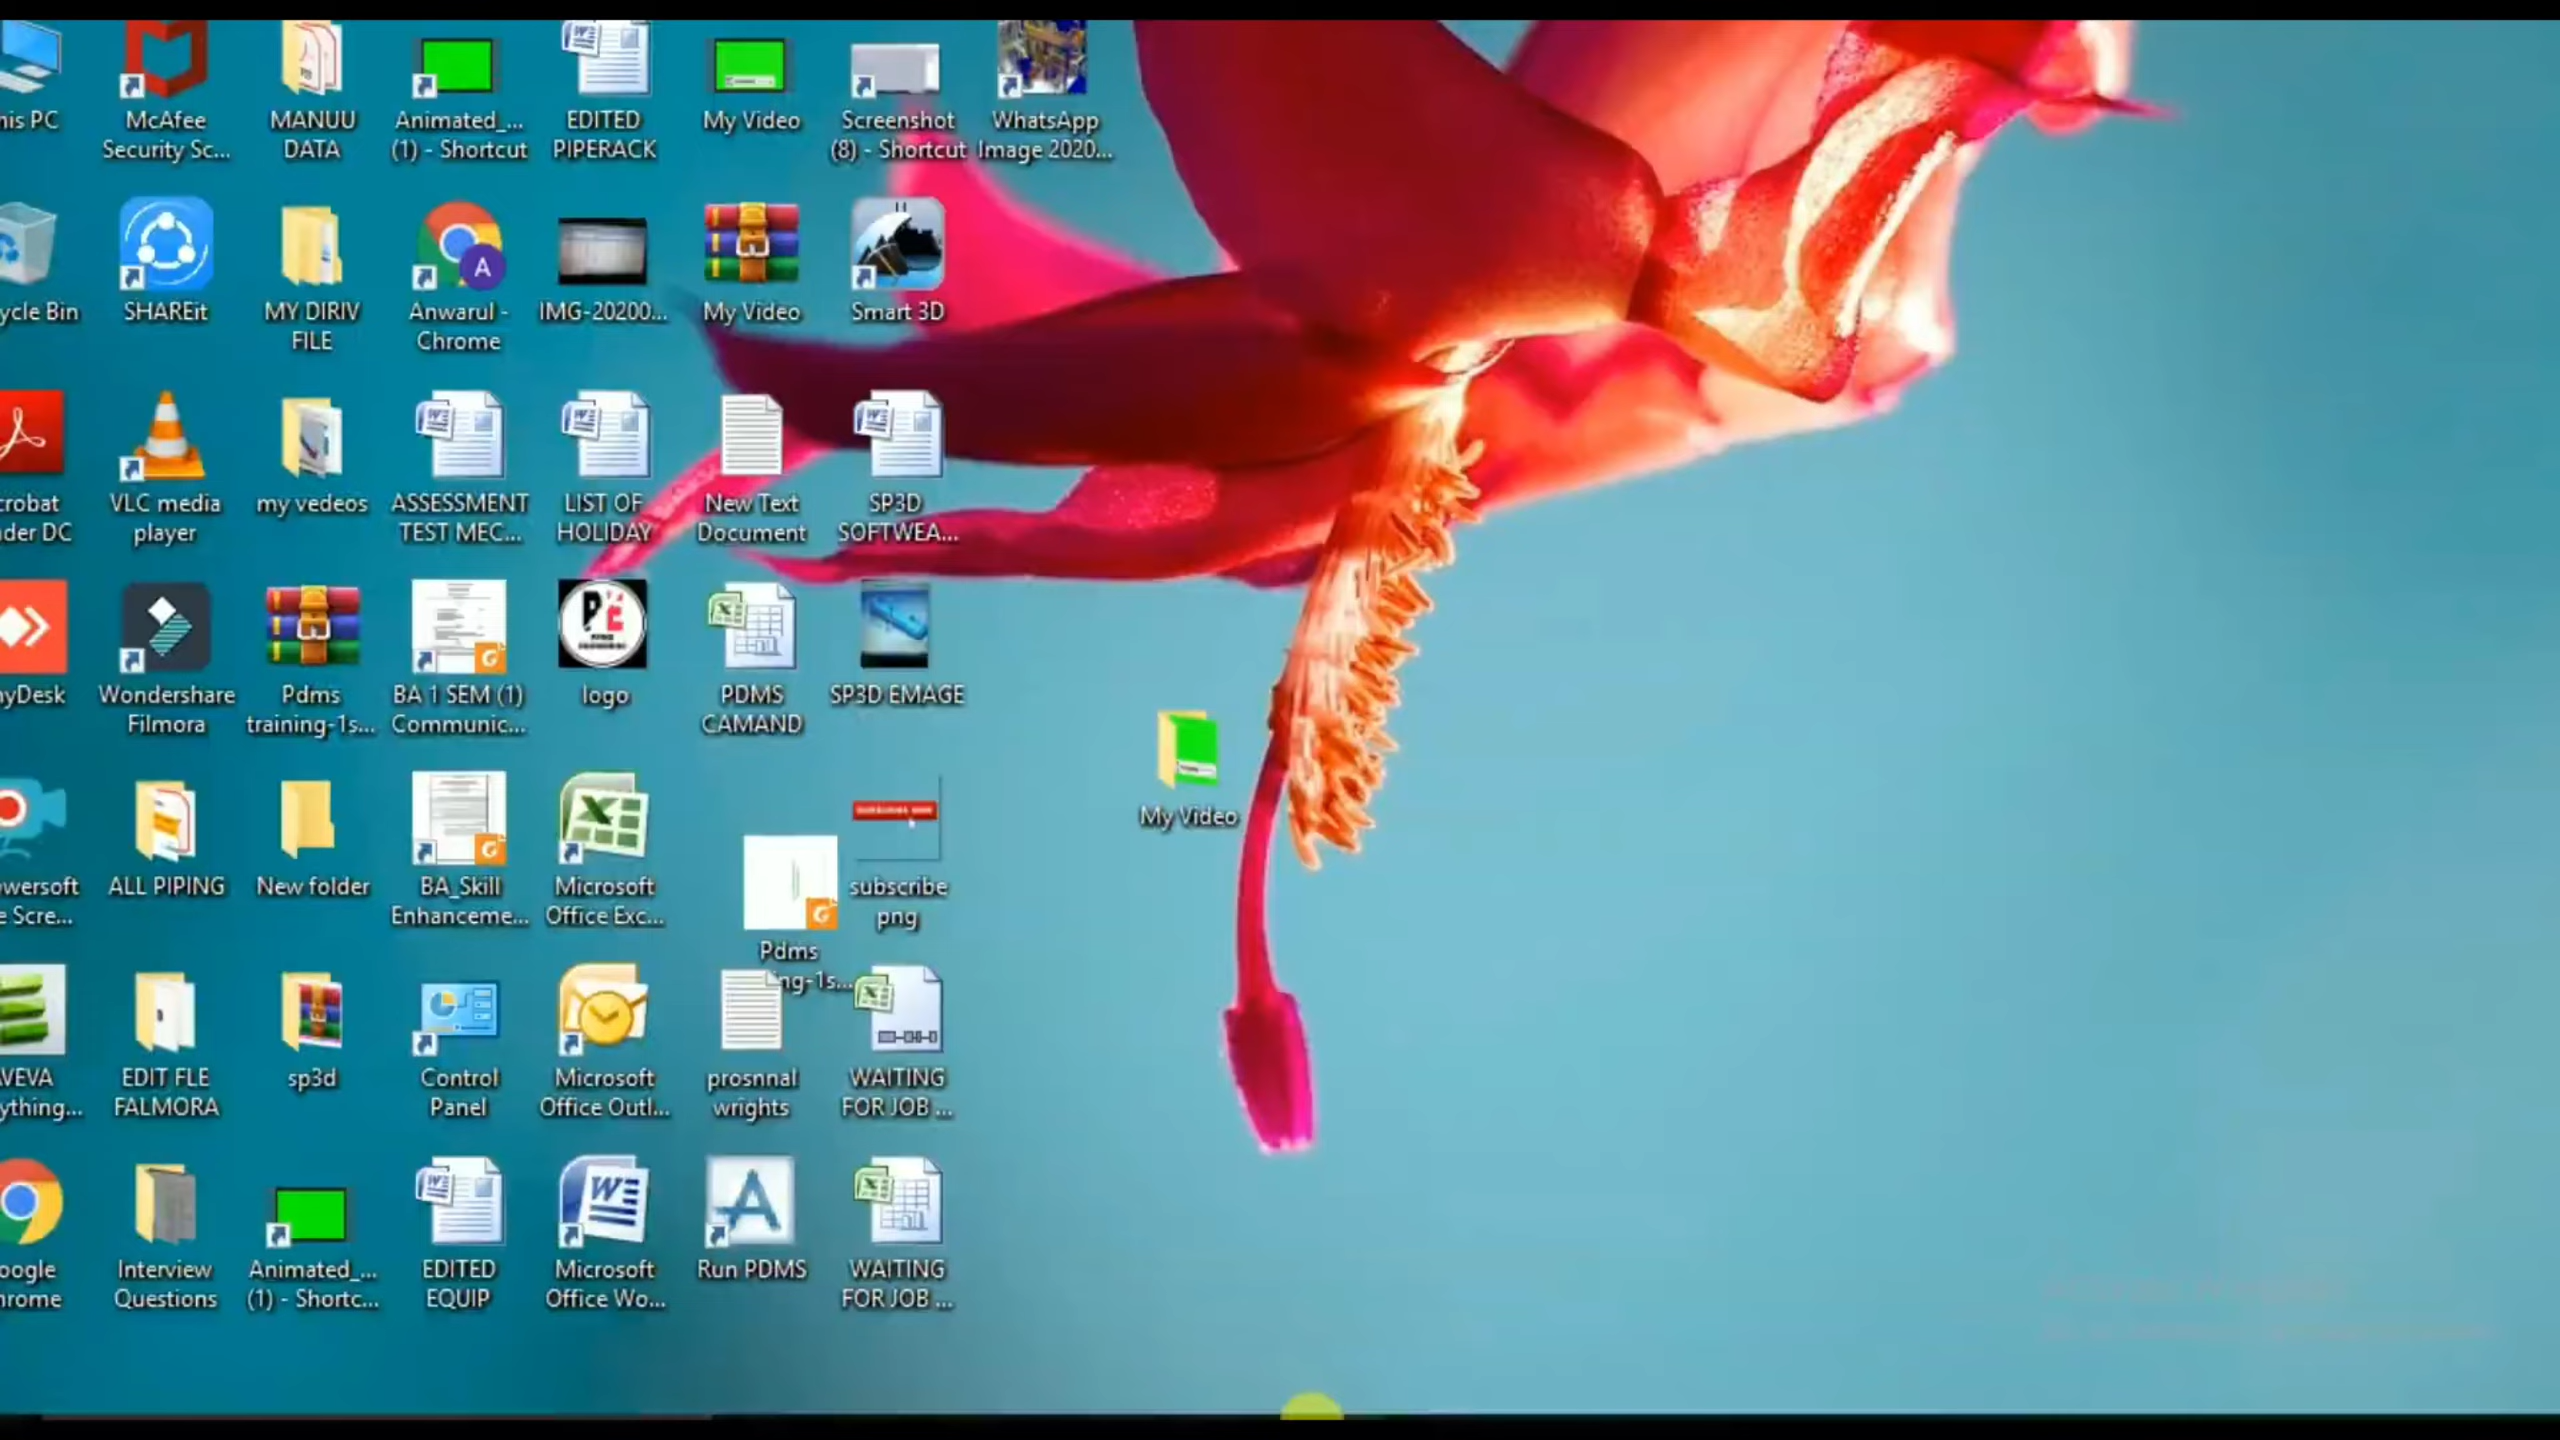 his PC
McAfee
Security Sc...
MANUU
DATA
Animated_...
(1) - Shortcut
EDITED
PIPERACK
My Video
Screenshot
(8) - Shortcut
WhatsApp
Image 2020...
ycle Bin
SHAREit
MY DIRIV
FILE
Anwarul -
Chrome
IMG-20200...
My Video
Smart 3D
crobat
der DC
VLC media
player
my vedeos
ASSESSMENT
TEST MEC...
LIST OF
HOLIDAY
New Text
Document
SP3D
SOFTWEA...
yDesk
Wondershare
Filmora
Pdms
training-1s...
BA 1 SEM (1)
Communic...
logo
PDMS
CAMAND
SP3D EMAGE
My Video
wersoft
e Scre...
ALL PIPING
New folder
BA_Skill
Enhanceme...
Microsoft
Office Exc...
Pdms
ng-1s...
subscribe
png
VEVA
ything...
EDIT FLE
FALMORA
sp3d
Control
Panel
Microsoft
Office Outl...
prosnnal
wrights
WAITING
FOR JOB ...
oogle
hrome
Interview
Questions
Animated_...
(1) - Shortc...
EDITED
EQUIP
Microsoft
Office Wo...
Run PDMS
WAITING
FOR JOB ...